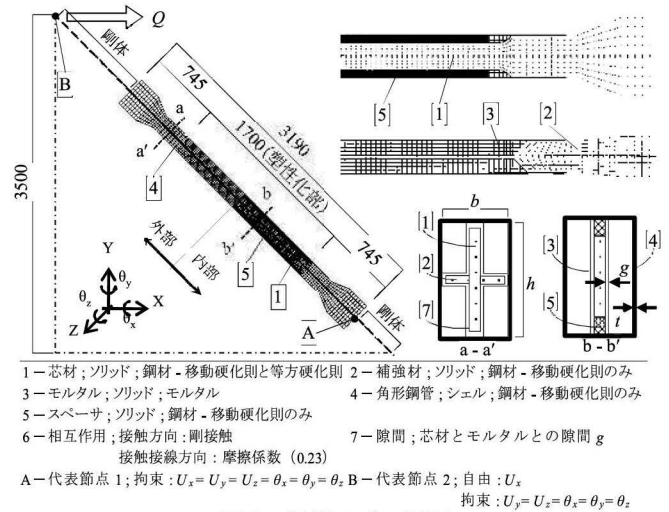 Q
剛体
B
745
3190
1700(塑性化部)
a
a'
[4]
3500
外部
内部
b
b'
[5]
745
[1]
Y
θy
θz
X
Z
θx
剛体
A
[5]
[1]
[3]
[2]
b
[1]
[2]
[7]
h
a - a'
[3]
[4]
g
[5]
t
b - b'
1－芯材 ; ソリッド ; 鋼材 - 移動硬化則と等方硬化則
2－補強材 ; ソリッド ; 鋼材 - 移動硬化則のみ
3－モルタル ; ソリッド ; モルタル
4－角形鋼管 ; シェル ; 鋼材 - 移動硬化則のみ
5－スペーサ ; ソリッド ; 鋼材 - 移動硬化則のみ
6－相互作用 ; 接触方向 : 剛接触
接触接線方向 : 摩擦係数（0.23）
7－隙間 ; 芯材とモルタルとの隙間 g
A－代表節点 1 ; 拘束 : Ux = Uy = Uz = θx = θy = θz
B－代表節点 2 ; 自由 : Ux
拘束 : Uy = Uz = θx = θy = θz